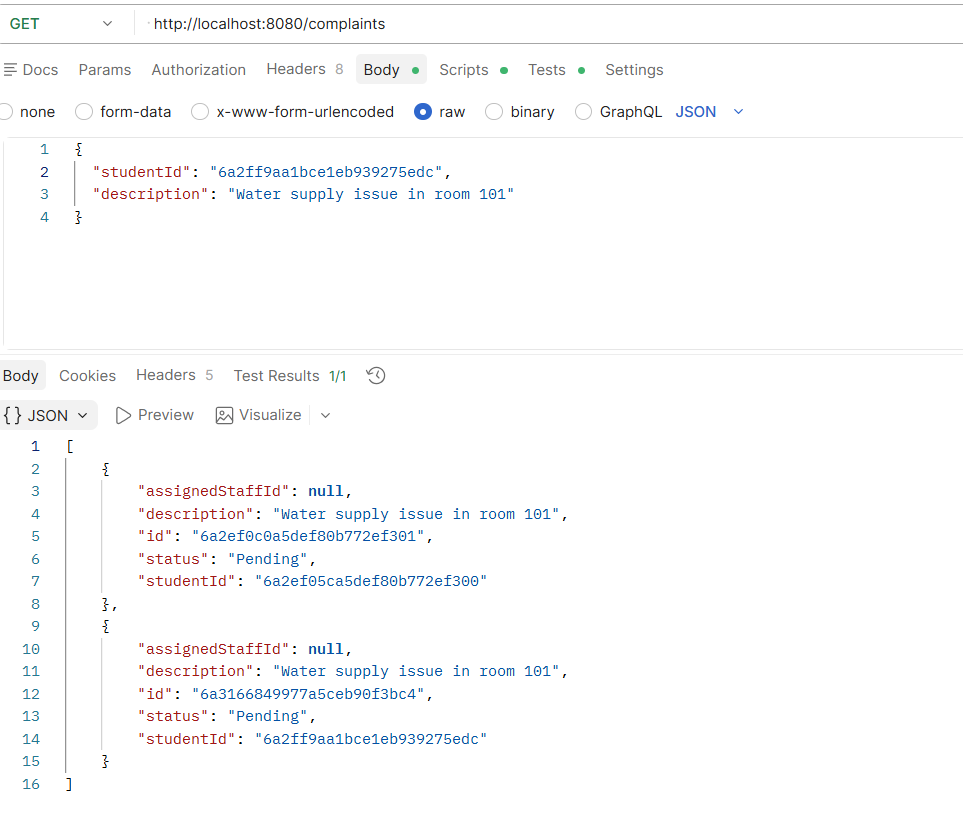 GET http://localhost:8080/complaints
Docs Params Authorization Headers 8 Body Scripts Tests Settings
none form-data x-www-form-urlencoded raw binary GraphQL JSON
1 {
2 "studentId": "6a2ff9aa1bce1eb939275edc",
3 "description": "Water supply issue in room 101"
4 }
Body Cookies Headers 5 Test Results 1/1
{} JSON Preview Visualize
1 [
2 {
3 "assignedStaffId": null,
4 "description": "Water supply issue in room 101",
5 "id": "6a2ef0c0a5def80b772ef301",
6 "status": "Pending",
7 "studentId": "6a2ef05ca5def80b772ef300"
8 },
9 {
10 "assignedStaffId": null,
11 "description": "Water supply issue in room 101",
12 "id": "6a3166849977a5ceb90f3bc4",
13 "status": "Pending",
14 "studentId": "6a2ff9aa1bce1eb939275edc"
15 }
16 ]